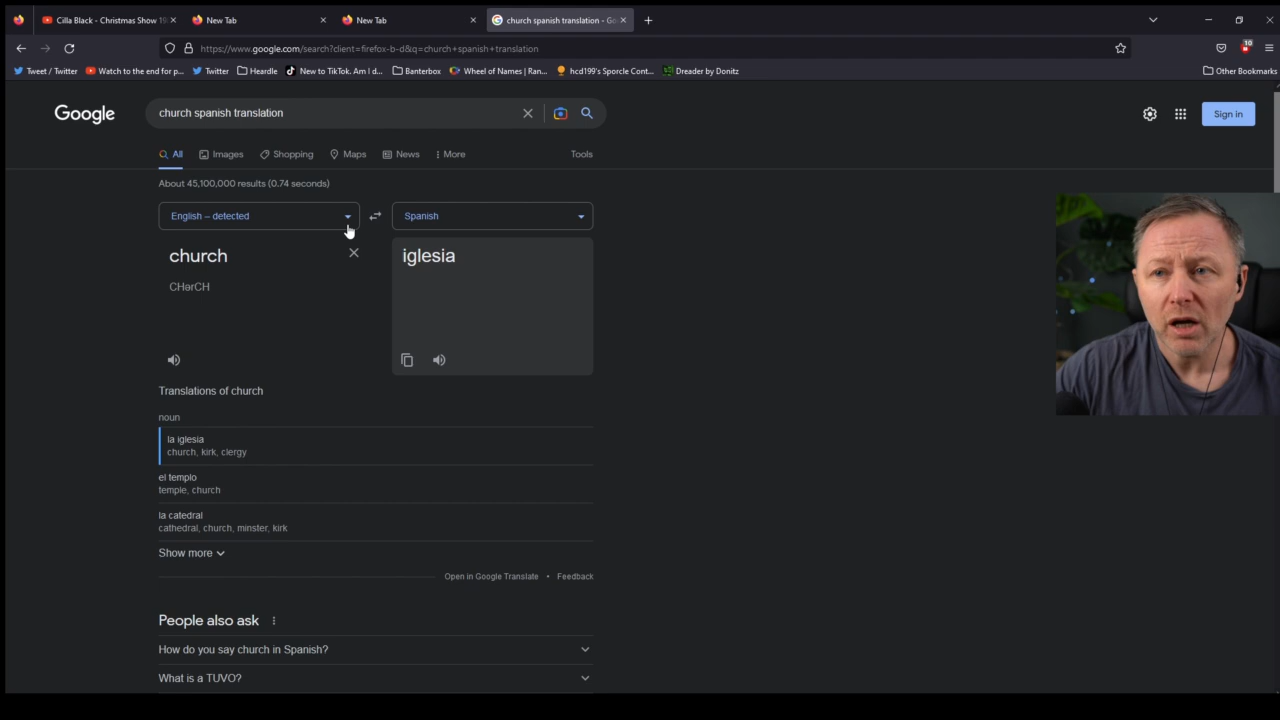 Cilla Black - Christmas Show 19
New Tab
New Tab
church spanish translation - Go
https://www.google.com/search?client=firefox-b-d&q=church+spanish+translation
10
Tweet / Twitter
Watch to the end for p...
Twitter
Heardle
New to TikTok. Am I d...
Banterbox
Wheel of Names | Ran...
hcd199's Sporcle Cont...
Dreader by Donitz
Other Bookmarks
Google
church spanish translation
Sign in
All
Images
Shopping
Maps
News
More
Tools
About 45,100,000 results (0.74 seconds)
English – detected
Spanish
church
iglesia
CHərCH
Translations of church
noun
la iglesia
church, kirk, clergy
el templo
temple, church
la catedral
cathedral, church, minster, kirk
Show more
Open in Google Translate • Feedback
People also ask
How do you say church in Spanish?
What is a TUVO?